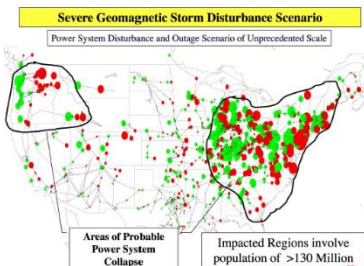 Severe Geomagnetic Storm Disturbance Scenario
Power System Disturbance and Outage Scenario of Unprecedented Scale
Areas of Probable
Power System
Collapse
Impacted Regions involve
population of >130 Million